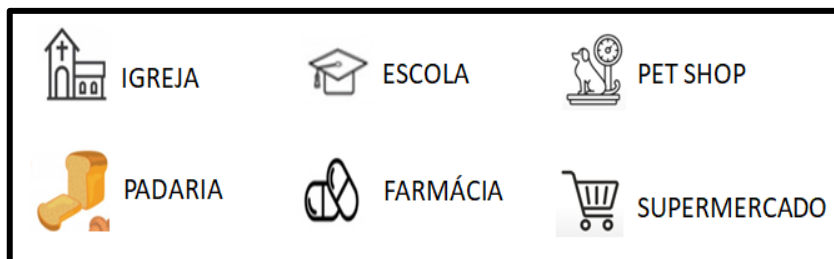 IGREJA
ESCOLA
PET SHOP
PADARIA
FARMÁCIA
SUPERMERCADO